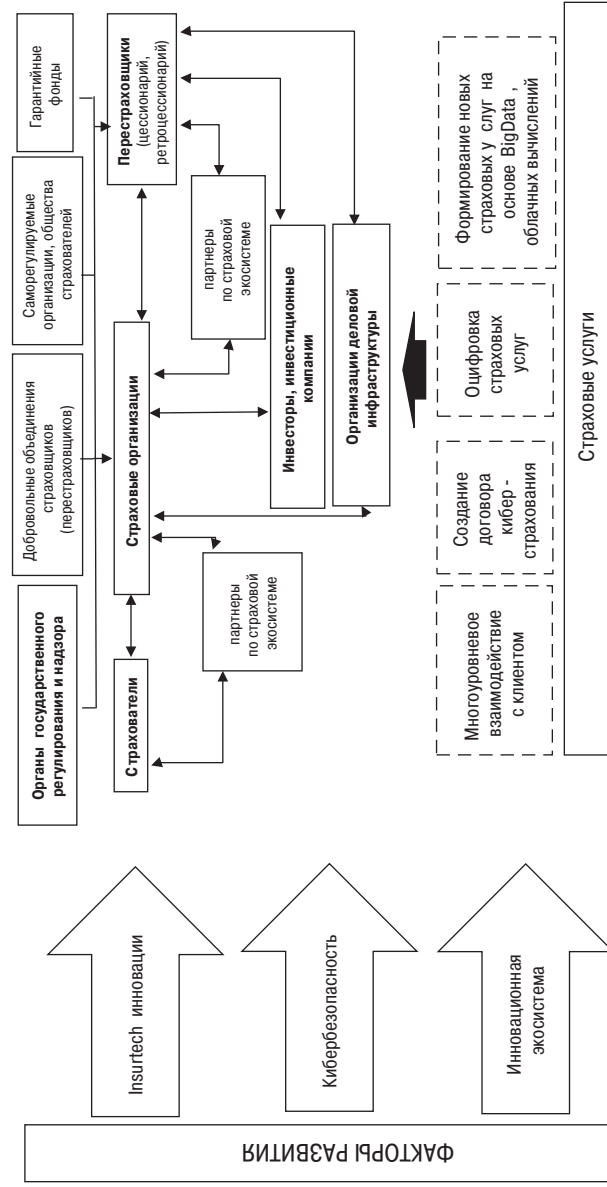 ФАКТОРЫ РАЗВИТИЯ
Insurtech инновации
Кибербезопасность
Инновационная
экосистема
Органы государственного
регулирования и надзора
Добровольные объединения
страховщиков
(перестраховщиков)
Саморегулируемые
организации, общества
страхователей
Гарантийные
фонды
Страхователи
Страховые организации
Перестраховщики
(цессионарий,
ретроцессионарий)
партнеры
по страховой
экосистеме
партнеры
по страховой
экосистеме
Инвесторы, инвестиционные
компании
Организации деловой
инфраструктуры
Многоуровневое
взаимодействие
с клиентом
Создание
договора
кибер -
страхования
Оцифровка
страховых
услуг
Формирование новых
страховых у слуг на
основе BigData ,
облачных вычислений
Страховые услуги